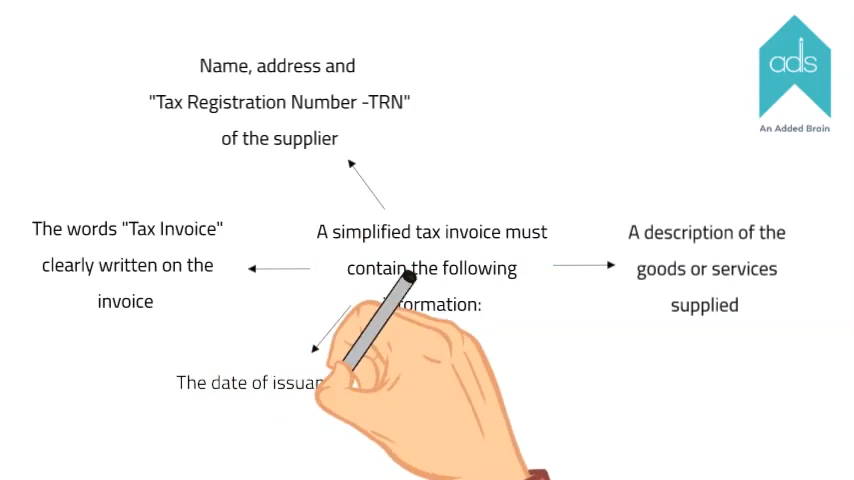 Name, address and
"Tax Registration Number -TRN"
of the supplier
The words "Tax Invoice"
clearly written on the
invoice
A simplified tax invoice must
contain the following
information:
A description of the
goods or services
supplied
The date of
ads
An Added Brain